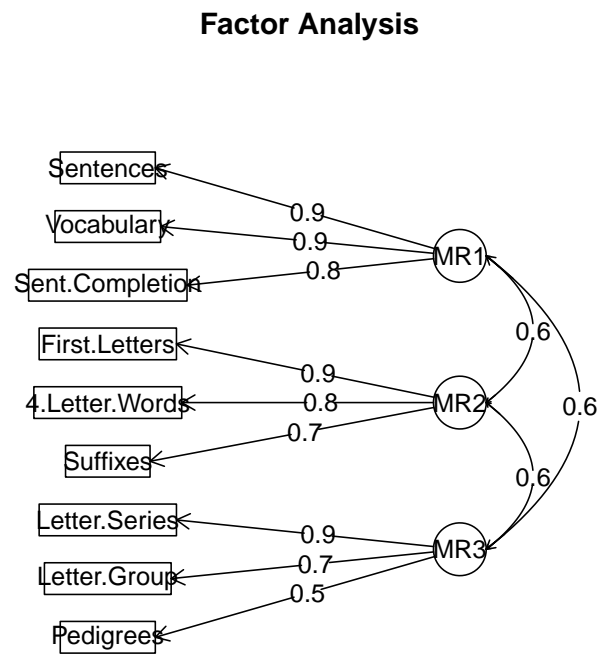 Factor Analysis
Sentences
0.9
Vocabulary
0.9
MR1
Sent.Completion
0.8
0.6
First.Letters
0.9
4.Letter.Words
0.8
MR2
0.6
0.7
Suffixes
0.6
Letter.Series
0.9
MR3
0.7
Letter.Group
0.5
Pedigrees